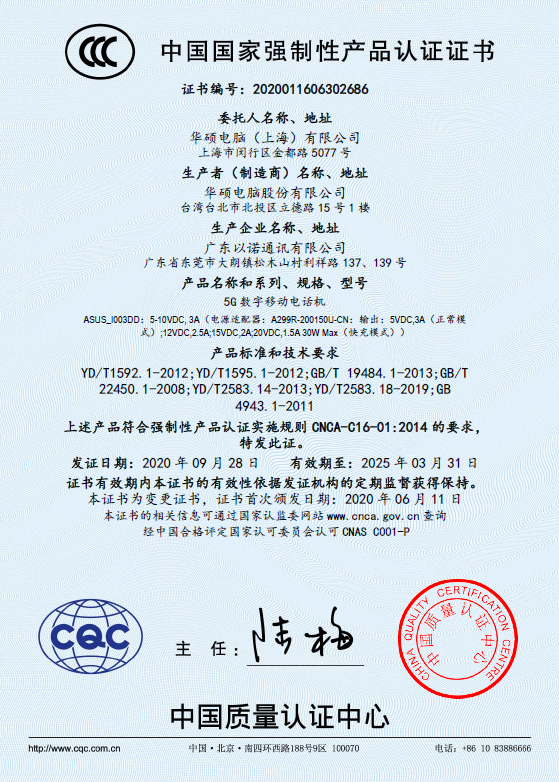 CCC
中国国家强制性产品认证证书
证书编号：2020011606302686
委托人名称、地址
华硕电脑（上海）有限公司
上海市闵行区金都路 5077 号
生产者（制造商）名称、地址
华硕电脑股份有限公司
台湾台北市北投区立德路 15 号 1 楼
生产企业名称、地址
广东以诺通讯有限公司
广东省东莞市大朗镇松木山村利祥路 137、139 号
产品名称和系列、规格、型号
5G 数字移动电话机
ASUS_I003DD：5-10VDC, 3A（电源适配器：A299R-200150U-CN：输出：5VDC,3A（正常模
式）;12VDC,2.5A;15VDC,2A;20VDC,1.5A 30W Max（快充模式））
产品标准和技术要求
YD/T1592.1-2012;YD/T1595.1-2012;GB/T 19484.1-2013;GB/T
22450.1-2008;YD/T2583.14-2013;YD/T2583.18-2019;GB
4943.1-2011
上述产品符合强制性产品认证实施规则 CNCA-C16-01:2014 的要求，
特发此证。
发证日期：2020 年 09 月 28 日 有效期至：2025 年 03 月 31 日
证书有效期内本证书的有效性依据发证机构的定期监督获得保持。
本证书为变更证书，证书首次颁发日期：2020 年 06 月 11 日
本证书的相关信息可通过国家认监委网站 www.cnca.gov.cn 查询
经中国合格评定国家认可委员会认可 CNAS C001-P
CQC
主 任：陆梅
CHINA QUALITY CERTIFICATION CENTRE
中国质量认证中心
中国质量认证中心
http://www.cqc.com.cn 中国·北京·南四环西路188号9区 100070 电话：+86 10 83886666